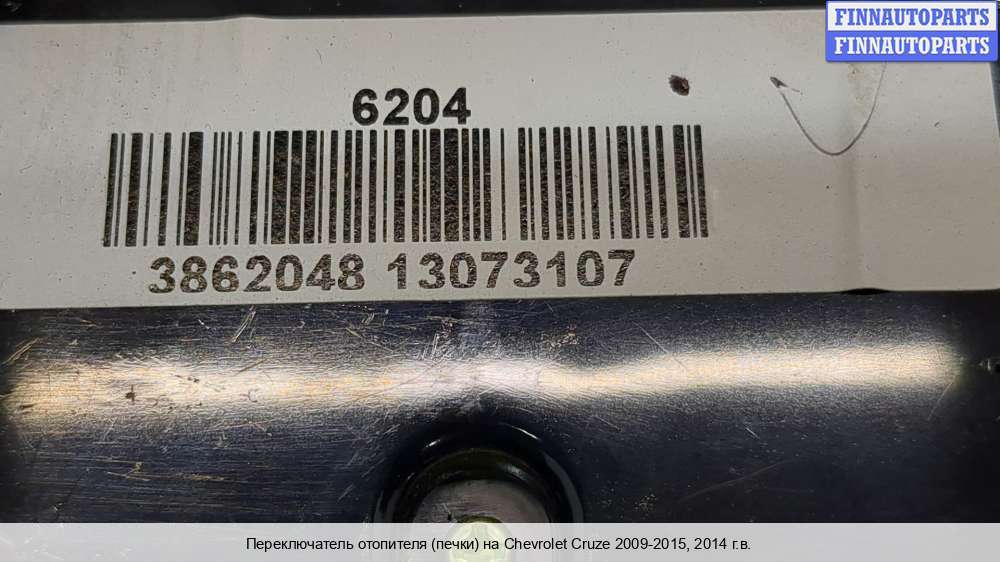 FINNAUTOPARTS
FINNAUTOPARTS
6204
3862048 13073107
Переключатель отопителя (печки) на Chevrolet Cruze 2009-2015, 2014 г.в.